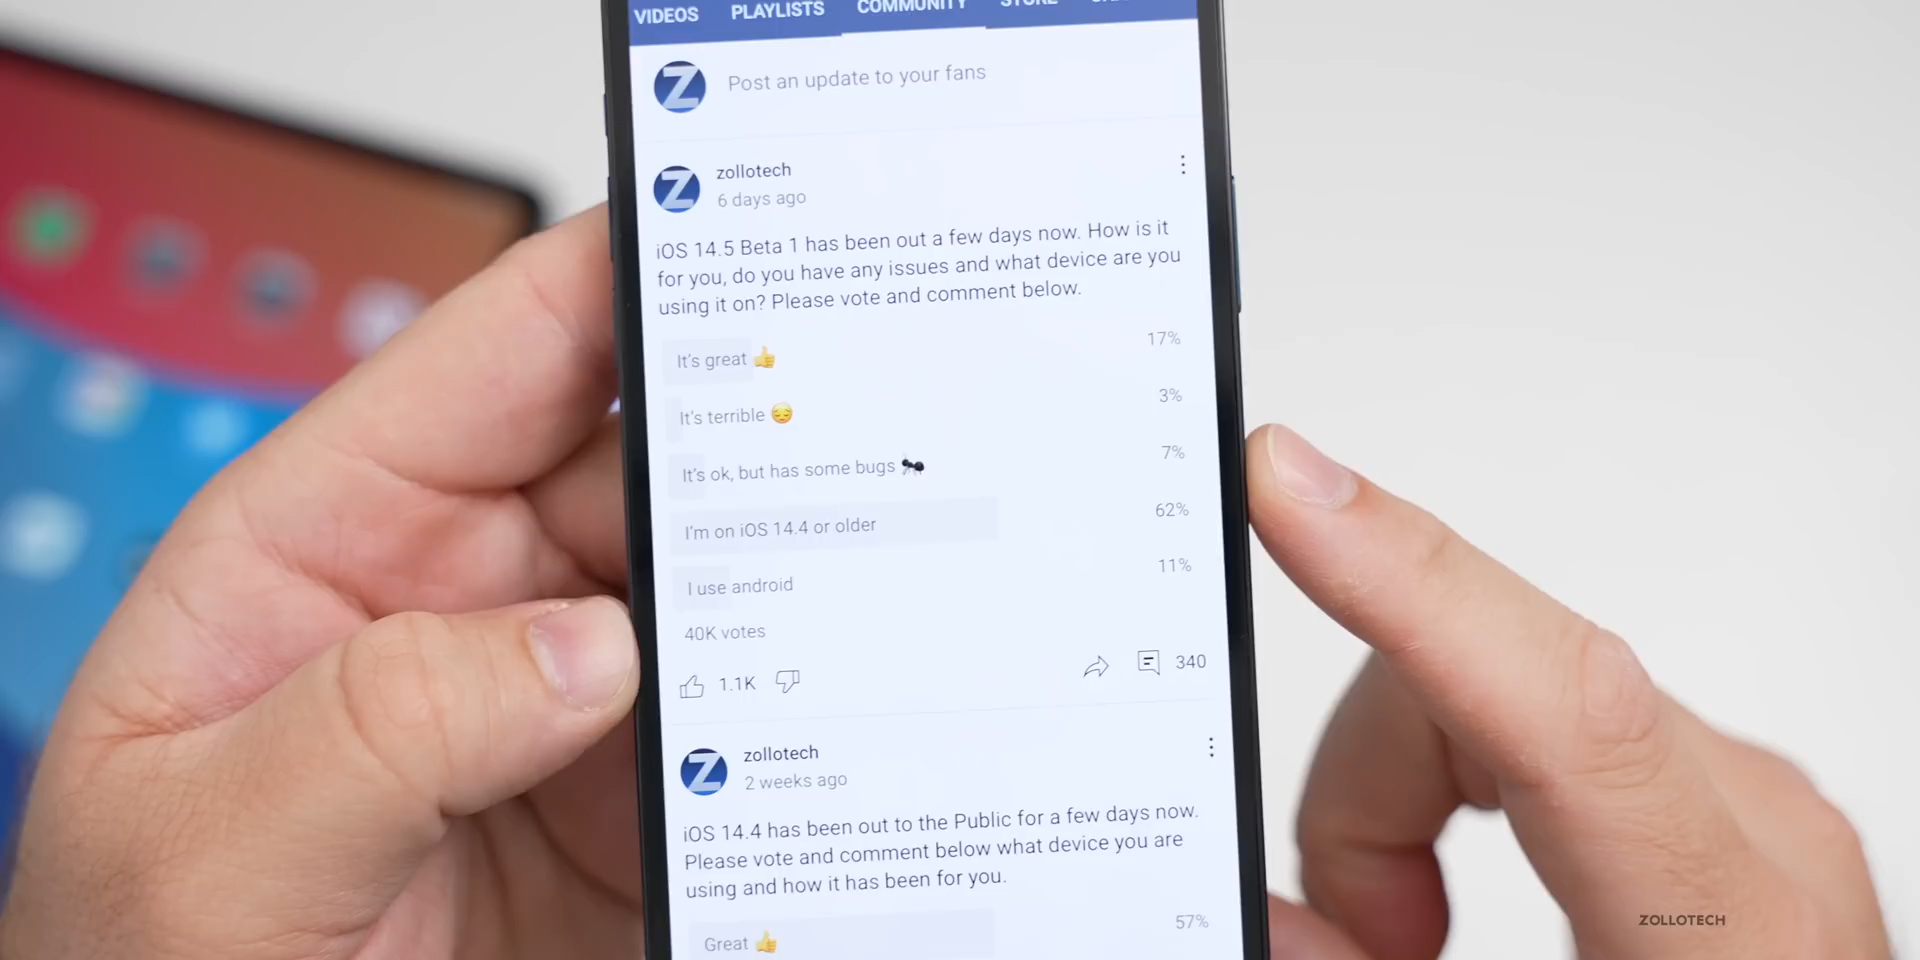 VIDEOS PLAYLISTS COMMUNITY STORE
Z
Post an update to your fans
Z
zollotech
6 days ago
iOS 14.5 Beta 1 has been out a few days now. How is it
for you, do you have any issues and what device are you
using it on? Please vote and comment below.
It's great 👍 17%
It's terrible 😔 3%
It's ok, but has some bugs 🐜 7%
I'm on iOS 14.4 or older 62%
I use android 11%
40K votes
1.1K 340
Z
zollotech
2 weeks ago
iOS 14.4 has been out to the Public for a few days now.
Please vote and comment below what device you are
using and how it has been for you.
Great 👍 57%
ZOLLOTECH